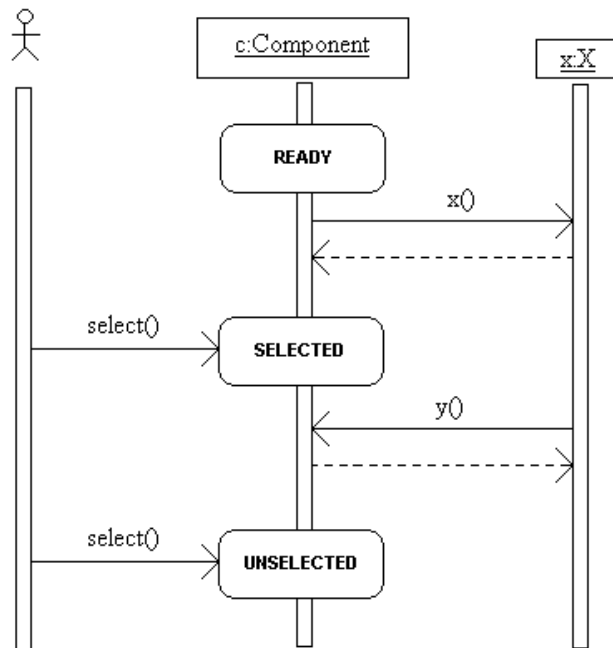 c:Component
x:X
READY
x()
select()
SELECTED
y()
select()
UNSELECTED